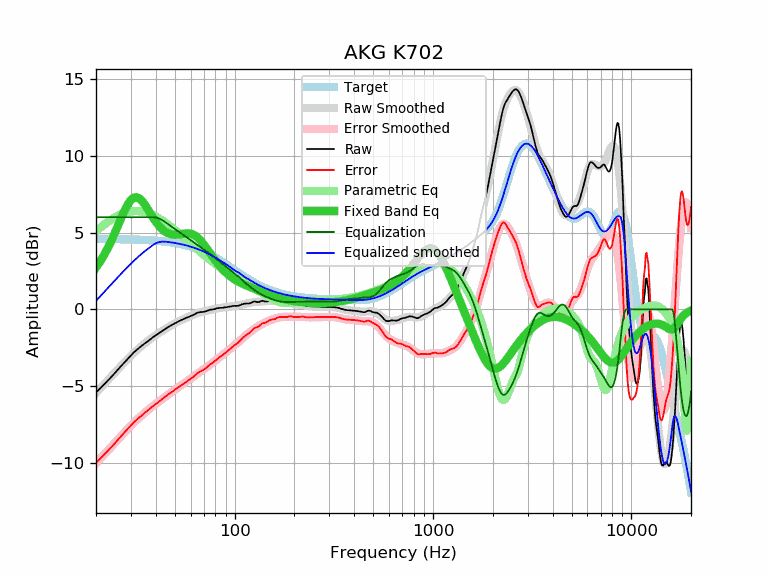 AKG K702
15
10
5
0
−5
−10
Amplitude (dBr)
Target
Raw Smoothed
Error Smoothed
Raw
Error
Parametric Eq
Fixed Band Eq
Equalization
Equalized smoothed
100
1000
10000
Frequency (Hz)